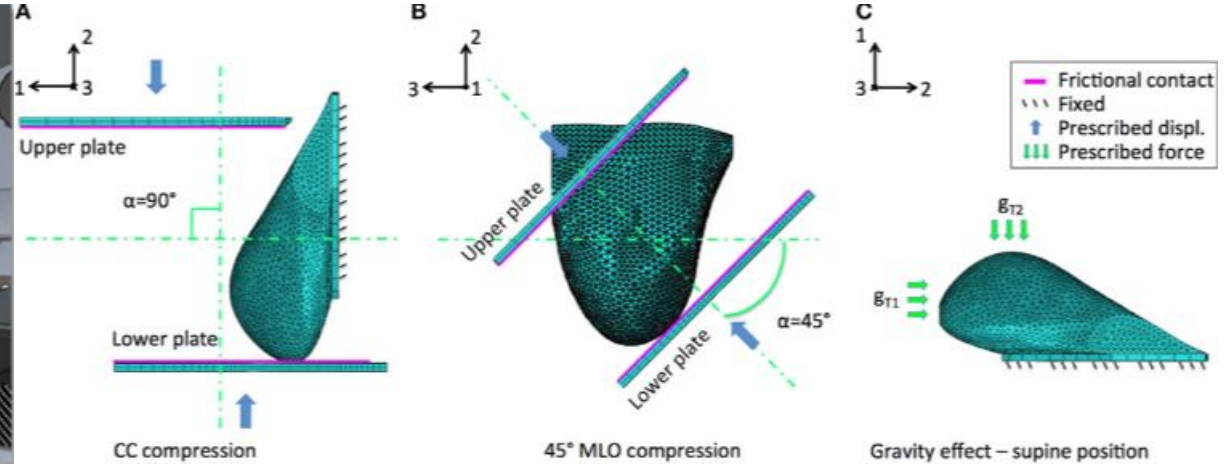 A
2
1
3
Upper plate
α=90°
Lower plate
CC compression
B
2
3
1
Upper plate
Lower plate
α=45°
45° MLO compression
C
1
3
2
Frictional contact
Fixed
Prescribed displ.
Prescribed force
gT2
gT1
Gravity effect – supine position